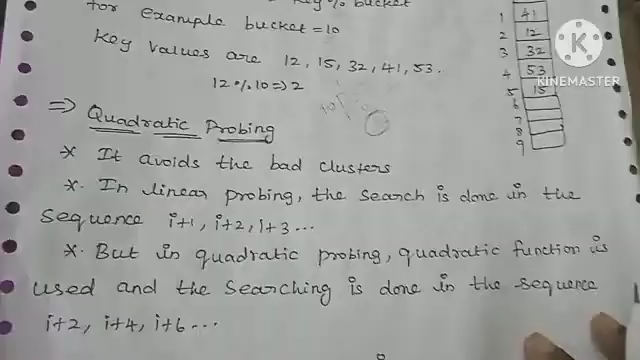 key % bucket
for example bucket=10
Key values are 12, 15, 32, 41, 53.
12 % 10 => 2
1 41
2 12
3 32
4 53
5 15
6
7
8
9
KINEMASTER
=> Quadratic Probing
* It avoids the bad clusters
*. In linear probing, the search is done in the
sequence i+1, i+2, i+3 ...
*. But in quadratic probing, quadratic function is
used and the searching is done in the sequence
i+2, i+4, i+6 ...